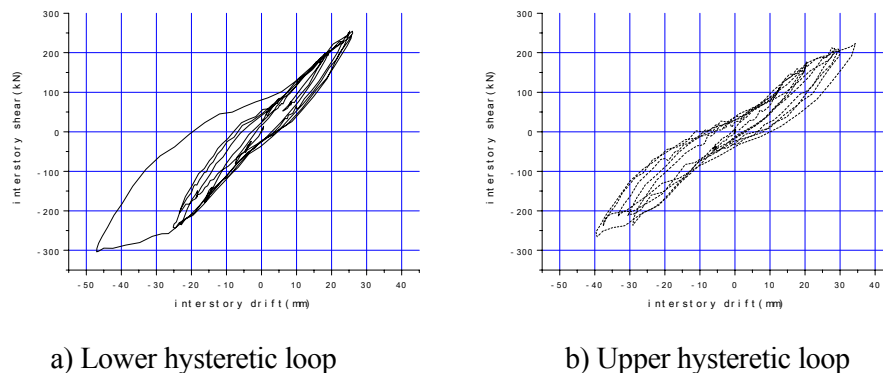 300
200
100
0
-100
-200
-300
interstory shear(kN)
-50 -40 -30 -20 -10 0 10 20 30 40
interstory drift(mm)
a) Lower hysteretic loop
300
200
100
0
-100
-200
-300
interstory shear(kN)
-50 -40 -30 -20 -10 0 10 20 30 40
interstory drift(mm)
b) Upper hysteretic loop